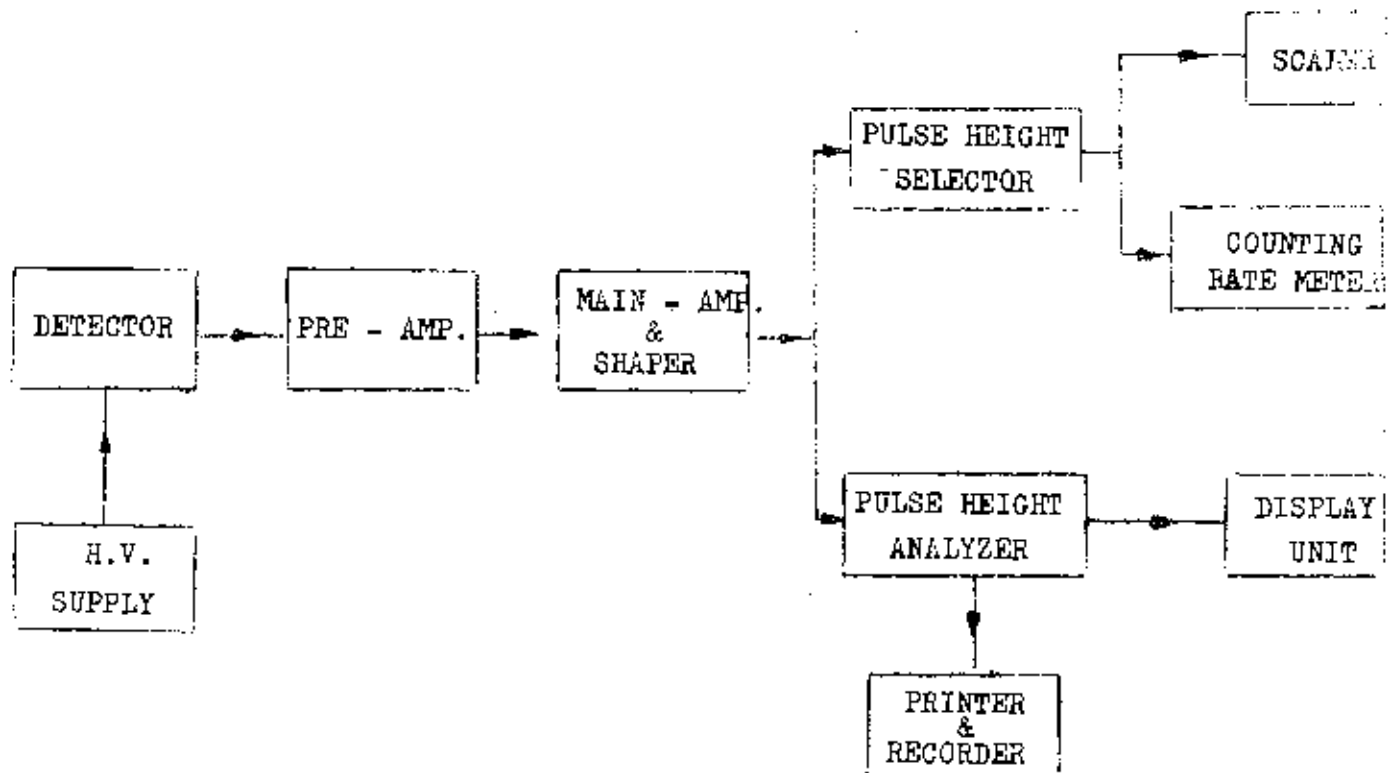 PULSE HEIGHT
SELECTOR
COUNTING
RATE METER
DETECTOR
PRE - AMP.
MAIN - AMP.
&
SHAPER
H.V.
SUPPLY
PULSE HEIGHT
ANALYZER
DISPLAY
UNIT
PRINTER
&
RECORDER